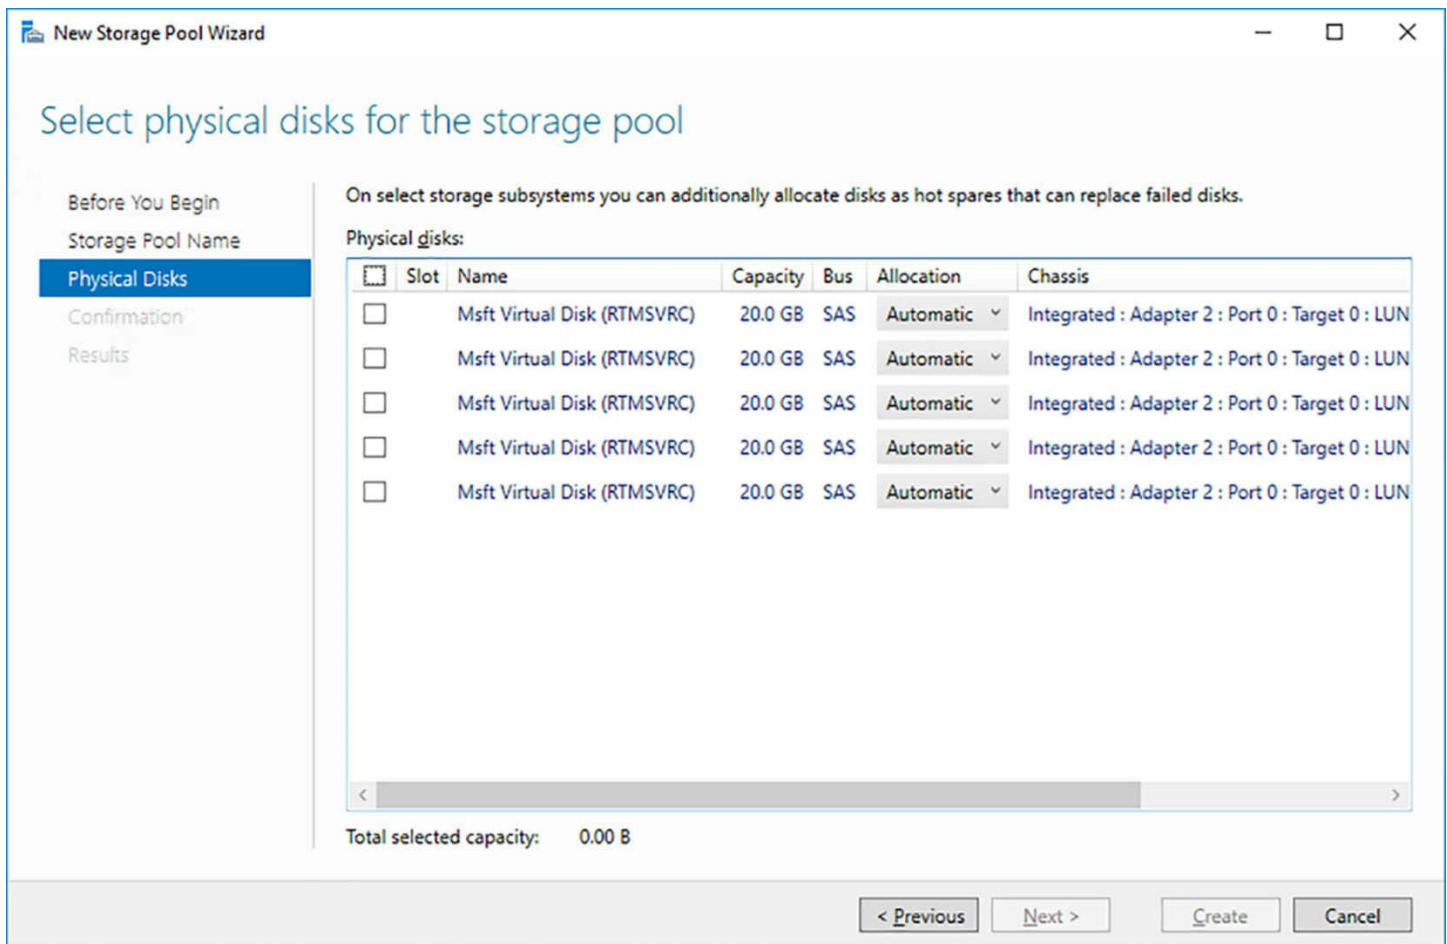 New Storage Pool Wizard
Select physical disks for the storage pool
Before You Begin
Storage Pool Name
Physical Disks
Confirmation
Results
On select storage subsystems you can additionally allocate disks as hot spares that can replace failed disks.
Physical disks:
Slot Name Capacity Bus Allocation Chassis
Msft Virtual Disk (RTMSVRC) 20.0 GB SAS Automatic Integrated : Adapter 2 : Port 0 : Target 0 : LUN
Msft Virtual Disk (RTMSVRC) 20.0 GB SAS Automatic Integrated : Adapter 2 : Port 0 : Target 0 : LUN
Msft Virtual Disk (RTMSVRC) 20.0 GB SAS Automatic Integrated : Adapter 2 : Port 0 : Target 0 : LUN
Msft Virtual Disk (RTMSVRC) 20.0 GB SAS Automatic Integrated : Adapter 2 : Port 0 : Target 0 : LUN
Msft Virtual Disk (RTMSVRC) 20.0 GB SAS Automatic Integrated : Adapter 2 : Port 0 : Target 0 : LUN
Total selected capacity: 0.00 B
< Previous Next > Create Cancel